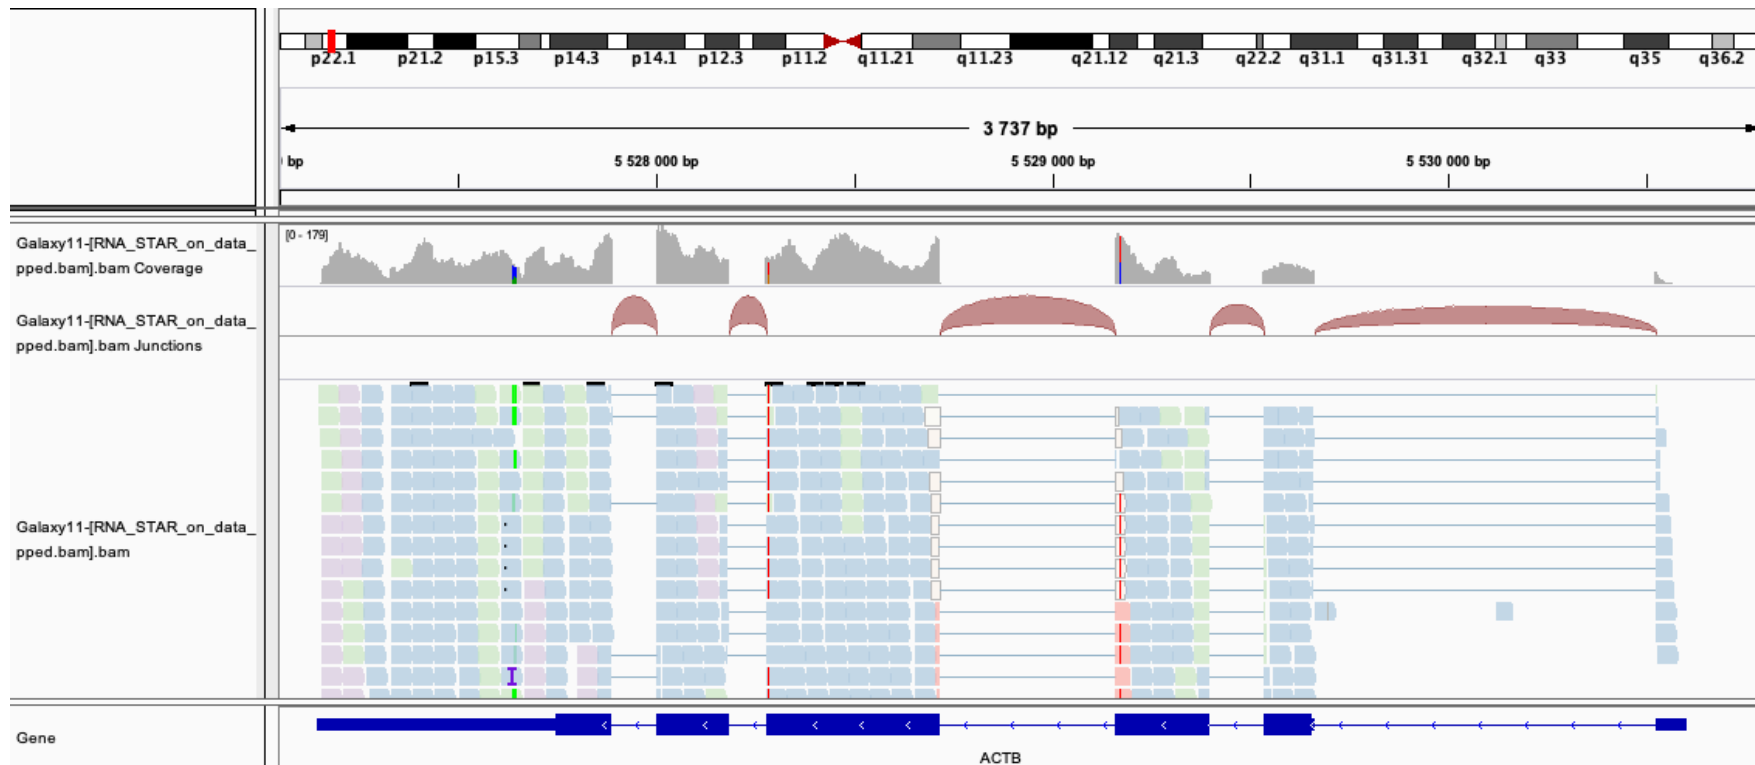 p22.1 p21.2 p15.3 p14.3 p14.1 p12.3 p11.2 q11.21 q11.23 q21.12 q21.3 q22.2 q31.1 q31.31 q32.1 q33 q35 q36.2
3 737 bp
bp 5 528 000 bp 5 529 000 bp 5 530 000 bp
[0 - 179]
Galaxy11-[RNA_STAR_on_data_
pped.bam].bam Coverage
Galaxy11-[RNA_STAR_on_data_
pped.bam].bam Junctions
Galaxy11-[RNA_STAR_on_data_
pped.bam].bam
Gene
ACTB